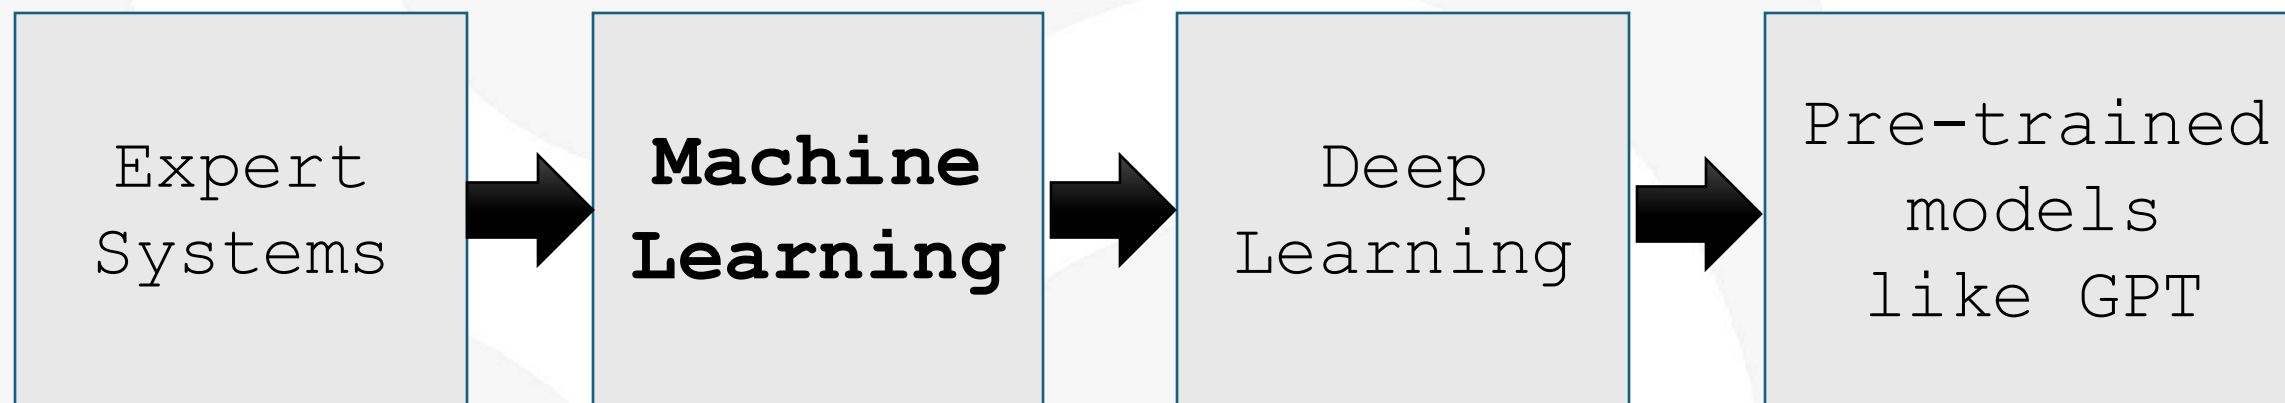 Expert
Systems
Machine
Learning
Deep
Learning
Pre-trained
models
like GPT